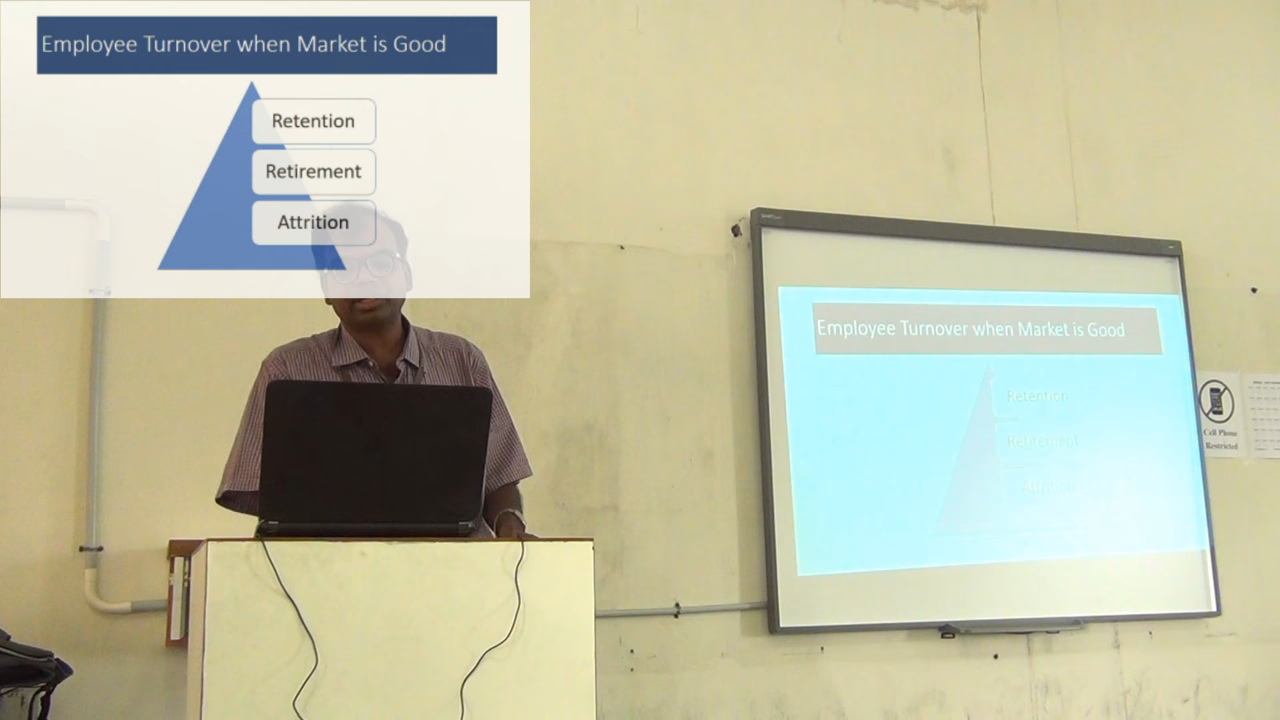 Employee Turnover when Market is Good
Retention
Retirement
Attrition
Employee Turnover when Market is Good
Retention
Retirement
Attrition
Cell Phone
Restricted